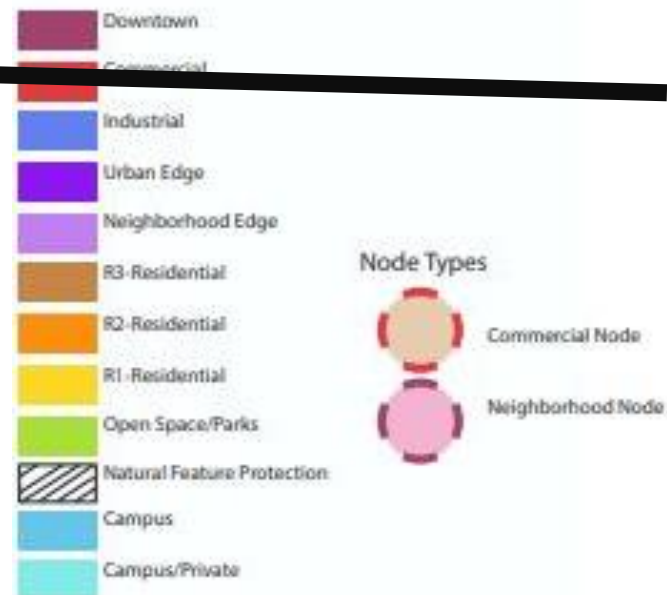 Downtown
Commercial
Industrial
Urban Edge
Neighborhood Edge
R3-Residential
R2-Residential
R1-Residential
Open Space/Parks
Natural Feature Protection
Campus
Campus/Private
Node Types
Commercial Node
Neighborhood Node